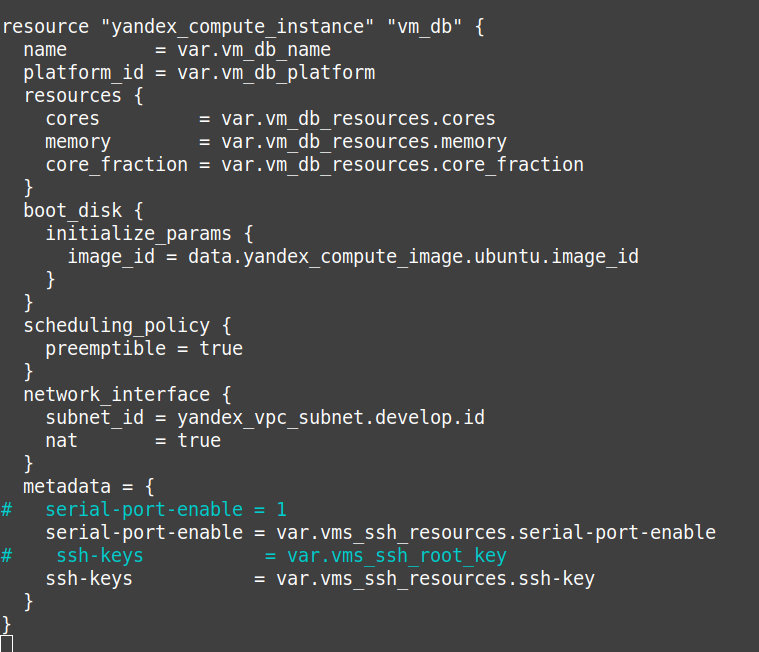 resource "yandex_compute_instance" "vm_db" {
  name        = var.vm_db_name
  platform_id = var.vm_db_platform
  resources {
    cores         = var.vm_db_resources.cores
    memory        = var.vm_db_resources.memory
    core_fraction = var.vm_db_resources.core_fraction
  }
  boot_disk {
    initialize_params {
      image_id = data.yandex_compute_image.ubuntu.image_id
    }
  }
  scheduling_policy {
    preemptible = true
  }
  network_interface {
    subnet_id = yandex_vpc_subnet.develop.id
    nat       = true
  }
  metadata = {
#   serial-port-enable = 1
    serial-port-enable = var.vms_ssh_resources.serial-port-enable
#    ssh-keys           = var.vms_ssh_root_key
    ssh-keys           = var.vms_ssh_resources.ssh-key
  }
}